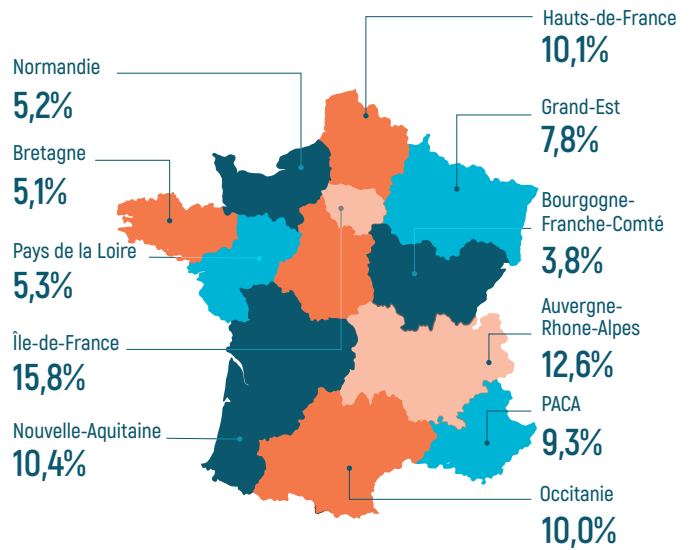 Normandie
5,2%
Bretagne
5,1%
Pays de la Loire
5,3%
Île-de-France
15,8%
Nouvelle-Aquitaine
10,4%
Hauts-de-France
10,1%
Grand-Est
7,8%
Bourgogne-
Franche-Comté
3,8%
Auvergne-
Rhone-Alpes
12,6%
PACA
9,3%
Occitanie
10,0%